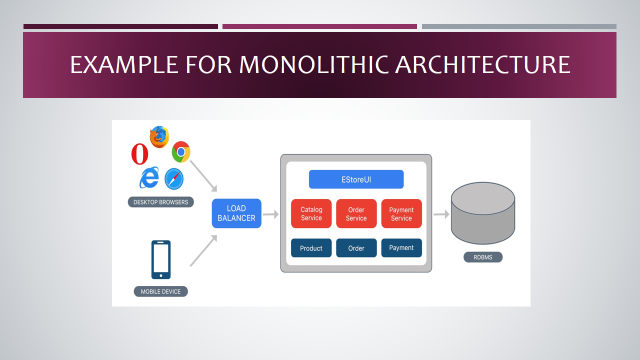 EXAMPLE FOR MONOLITHIC ARCHITECTURE
DESKTOP BROWSERS
MOBILE DEVICE
LOAD
BALANCER
EStoreUI
Catalog
Service
Order
Service
Payment
Service
Product
Order
Payment
RDBMS